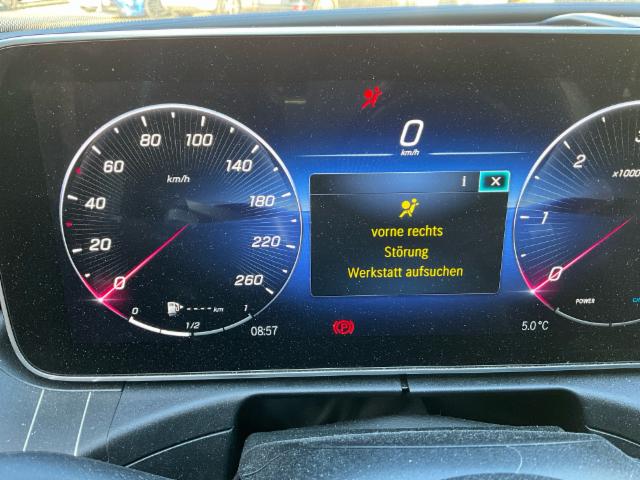 0
km/h
80 100
60 140
km/h
40 180
20 220
0 260
----- km
0 1/2 1
08:57
i X
vorne rechts
Störung
Werkstatt aufsuchen
P
5.0 °C
2
x1000
1
0
POWER